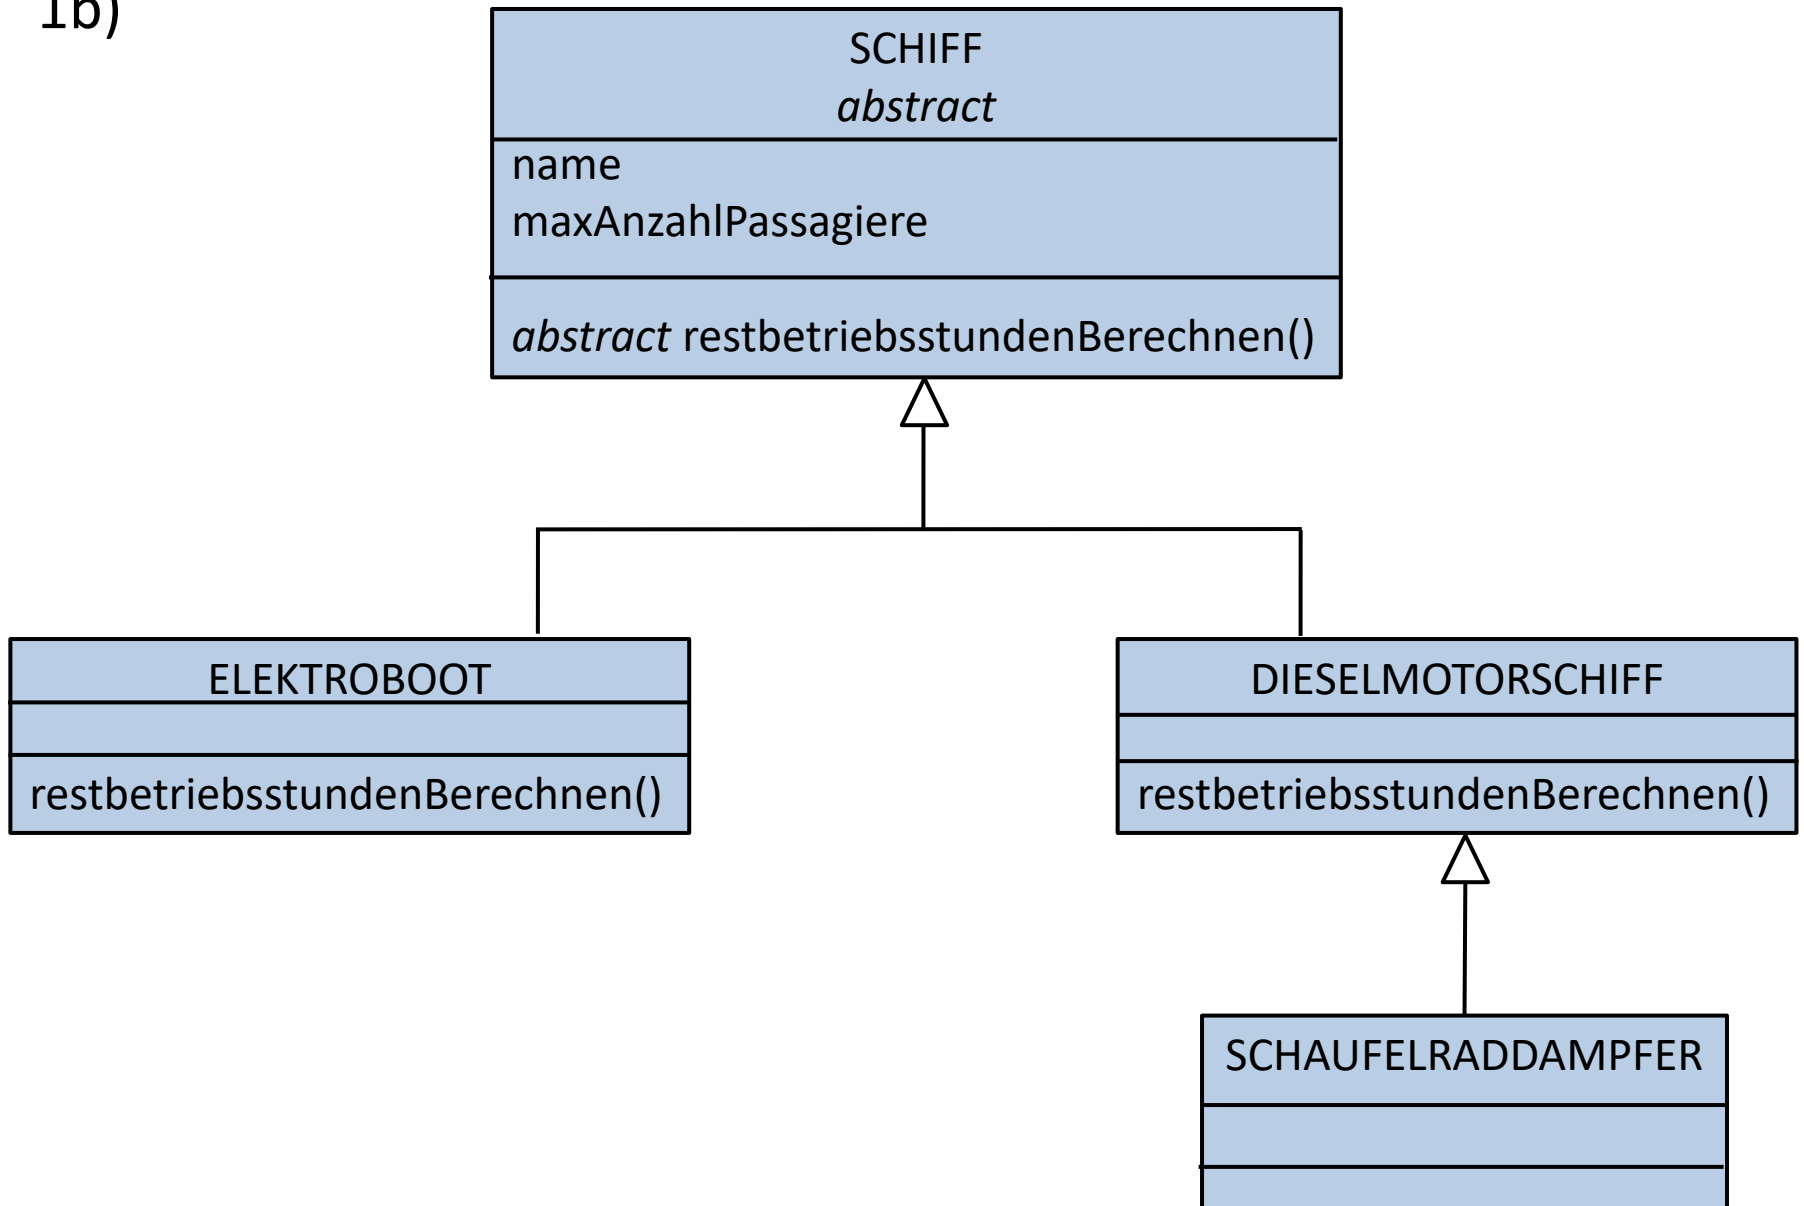 1b)
SCHIFF
abstract
name
maxAnzahlPassagiere
abstract restbetriebsstundenBerechnen()
ELEKTROBOOT
DIESELMOTORSCHIFF
restbetriebsstundenBerechnen()
restbetriebsstundenBerechnen()
SCHAUFELRADDAMPFER